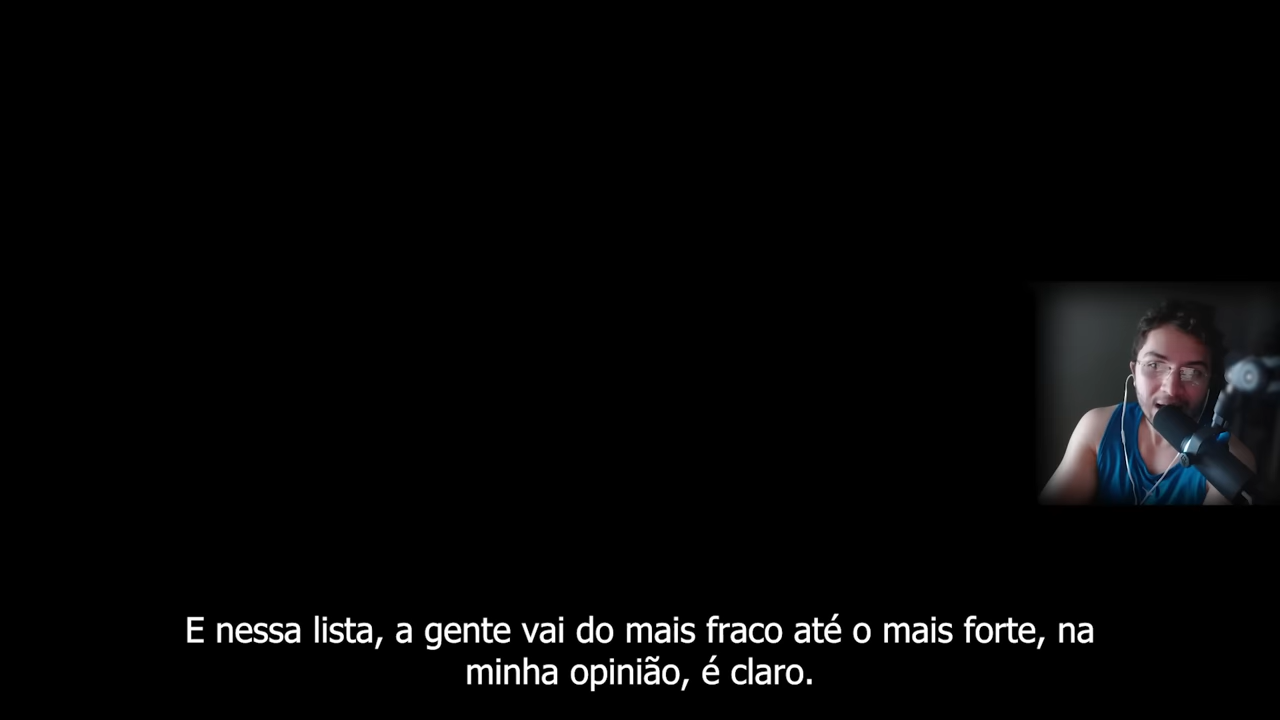 E nessa lista, a gente vai do mais fraco até o mais forte, na
minha opinião, é claro.